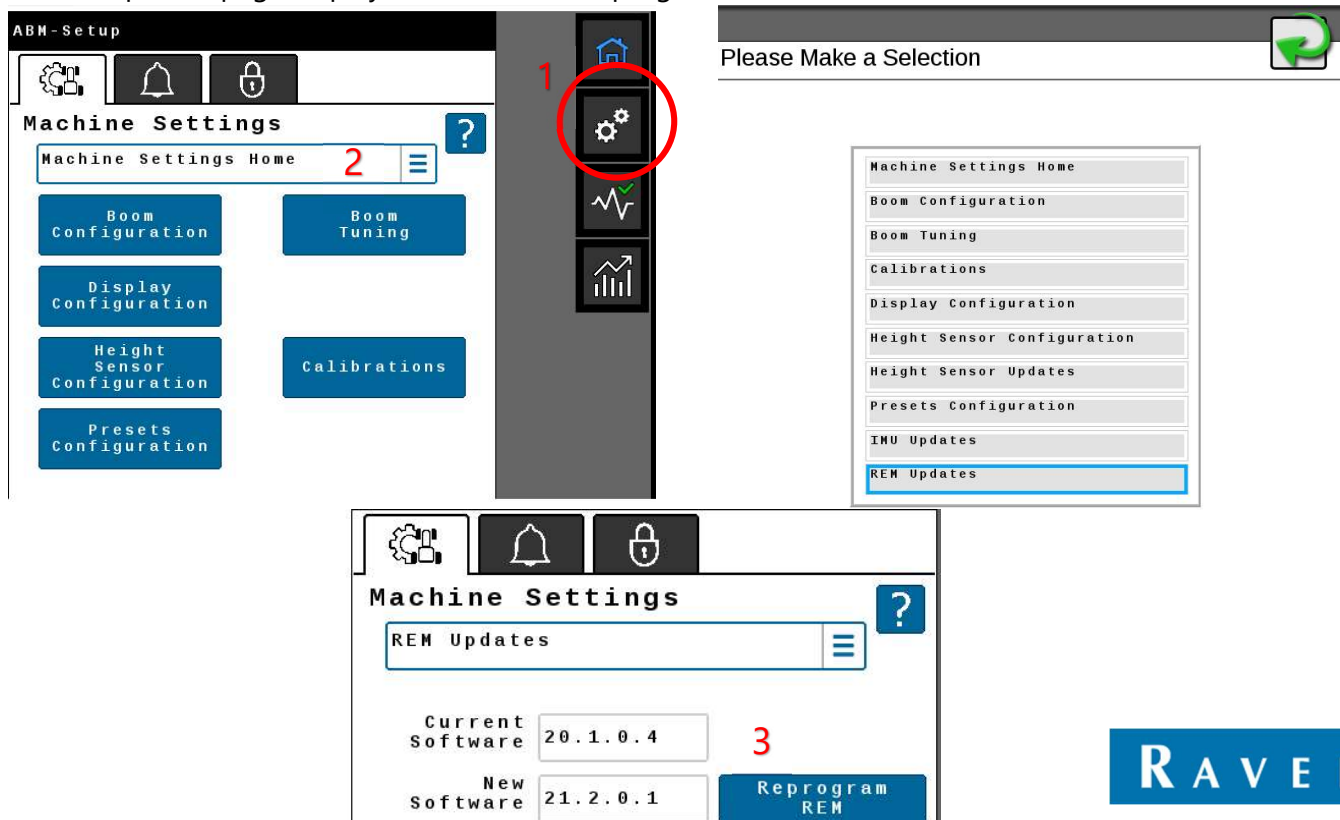 ABM-Setup
1
Machine Settings
?
Machine Settings Home
2
Boom
Configuration
Boom
Tuning
Display
Configuration
Height
Sensor
Configuration
Calibrations
Presets
Configuration
Please Make a Selection
Machine Settings Home
Boom Configuration
Boom Tuning
Calibrations
Display Configuration
Height Sensor Configuration
Height Sensor Updates
Presets Configuration
IMU Updates
REM Updates
Machine Settings
?
REM Updates
Current
Software
20.1.0.4
3
New
Software
21.2.0.1
Reprogram
REM
RAVE